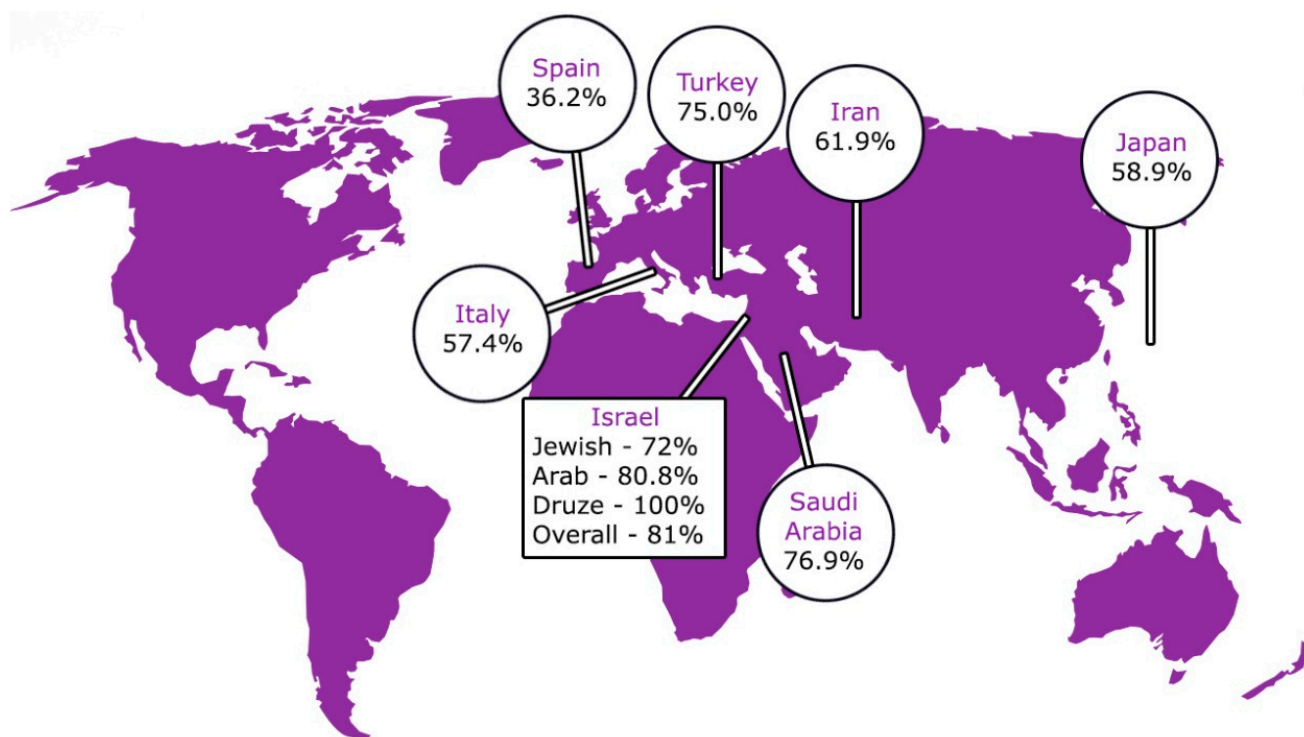 Spain
36.2%
Turkey
75.0%
Iran
61.9%
Japan
58.9%
Italy
57.4%
Israel
Jewish - 72%
Arab - 80.8%
Druze - 100%
Overall - 81%
Saudi
Arabia
76.9%